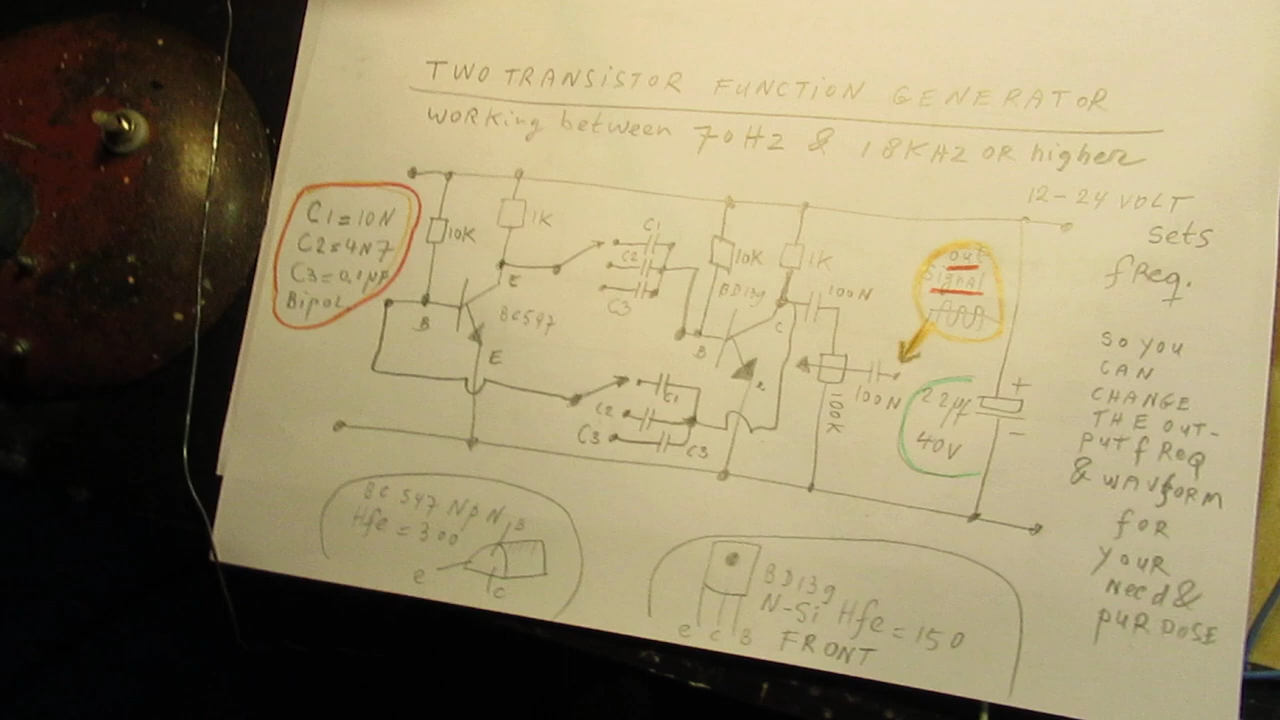 TWO TRANSISTOR FUNCTION GENERATOR
WORKing between 70HZ & 18KHZ OR higher
12-24 VOLT
sets
fReq.
SO YOU
CAN
CHANGE
THE OUT-
PUT fREQ
& WAVfORM
fOR
YOUR
Need &
PURPOSE
C1=10N
C2=4N7
C3=0,1µF
Bipol
10K
1K
C1
C2
C3
10K
1K
out
Signal
BD139
100N
C
BC547
B
E
B
e
C
100N
100K
C1
C2
C3
C3
22µf
40V
+
-
BC 547 NPN
Hfe = 300
B
e
C
BD139
N-Si Hfe = 150
e C B
FRONT